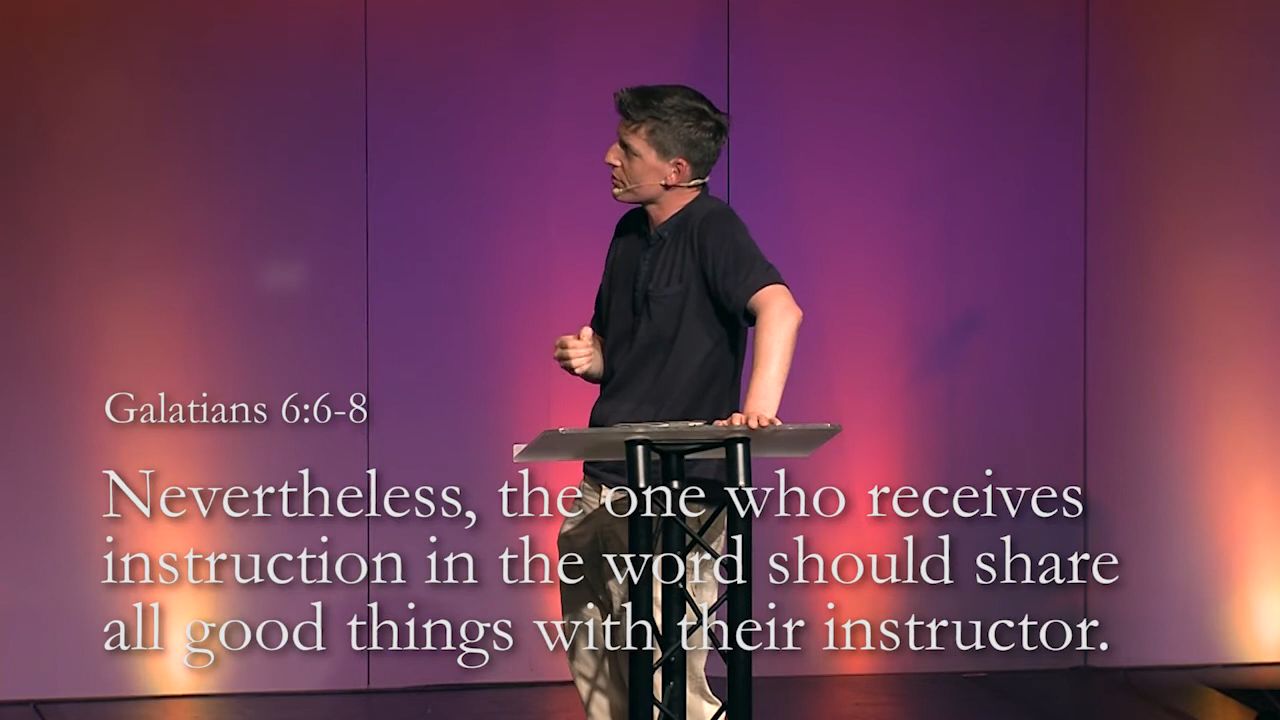 Galatians 6:6-8
Nevertheless, the one who receives
instruction in the word should share
all good things with their instructor.